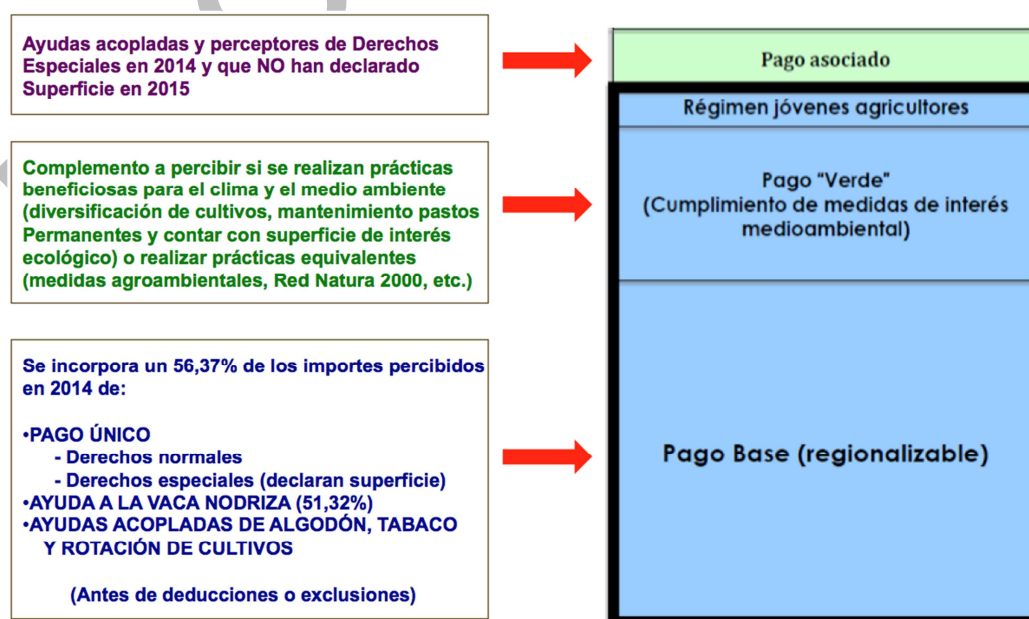 Ayudas acopladas y perceptores de Derechos
Especiales en 2014 y que NO han declarado
Superficie en 2015
Pago asociado
Régimen jóvenes agricultores
Complemento a percibir si se realizan prácticas
beneficiosas para el clima y el medio ambiente
(diversificación de cultivos, mantenimiento pastos
Permanentes y contar con superficie de interés
ecológico) o realizar prácticas equivalentes
(medidas agroambientales, Red Natura 2000, etc.)
Pago "Verde"
(Cumplimiento de medidas de interés
medioambiental)
Se incorpora un 56,37% de los importes percibidos
en 2014 de:
•PAGO ÚNICO
- Derechos normales
- Derechos especiales (declaran superficie)
•AYUDA A LA VACA NODRIZA (51,32%)
•AYUDAS ACOPLADAS DE ALGODÓN, TABACO
Y ROTACIÓN DE CULTIVOS
(Antes de deducciones o exclusiones)
Pago Base (regionalizable)